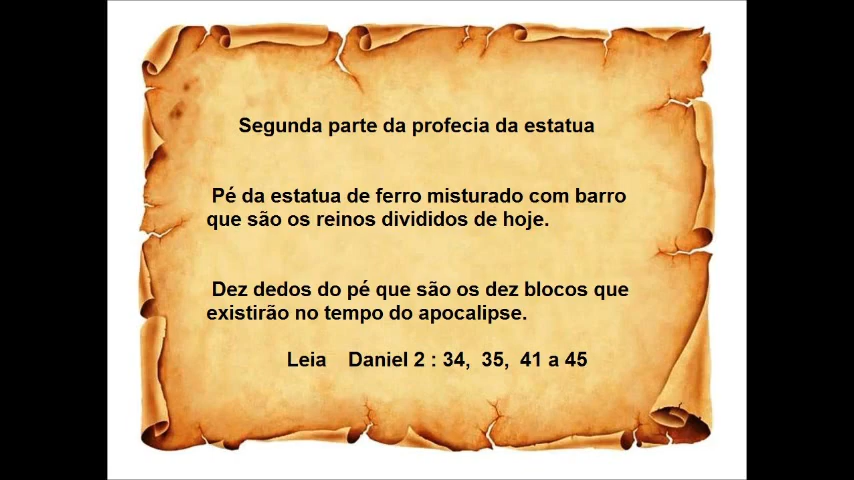 Segunda parte da profecia da estatua
Pé da estatua de ferro misturado com barro
que são os reinos divididos de hoje.
Dez dedos do pé que são os dez blocos que
existirão no tempo do apocalipse.
Leia Daniel 2 : 34, 35, 41 a 45